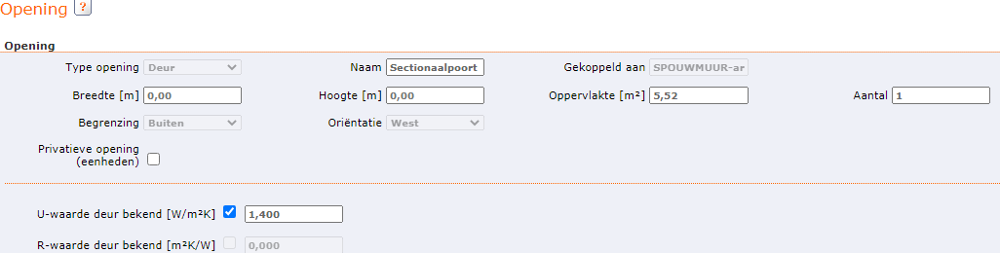 Opening ?
Opening
Type opening Deur Naam Sectionaalpoort Gekoppeld aan SPOUWMUUR-ar
Breedte [m] 0,00 Hoogte [m] 0,00 Oppervlakte [m²] 5,52 Aantal 1
Begrenzing Buiten Oriëntatie West
Privatieve opening
(eenheden)
U-waarde deur bekend [W/m²K] 1,400
R-waarde deur bekend [m²K/W] 0,000